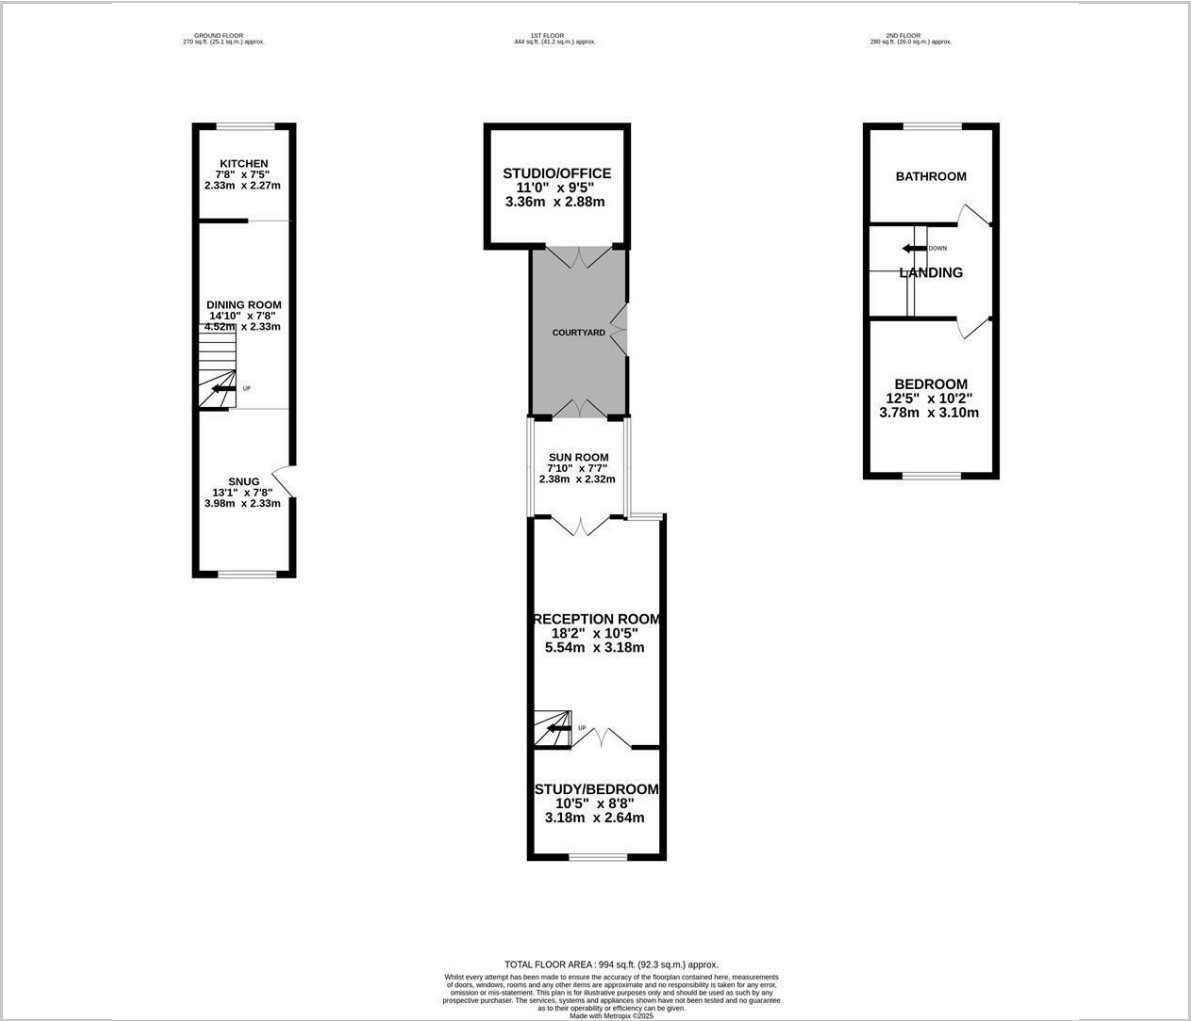 GROUND FLOOR
270 sq.ft. (25.1 sq.m.) approx.
1ST FLOOR
444 sq.ft. (41.2 sq.m.) approx.
2ND FLOOR
280 sq.ft. (26.0 sq.m.) approx.
KITCHEN
7'8" x 7'5"
2.33m x 2.27m
DINING ROOM
14'10" x 7'8"
4.52m x 2.33m
UP
SNUG
13'1" x 7'8"
3.98m x 2.33m
STUDIO/OFFICE
11'0" x 9'5"
3.36m x 2.88m
COURTYARD
SUN ROOM
7'10" x 7'7"
2.38m x 2.32m
RECEPTION ROOM
18'2" x 10'5"
5.54m x 3.18m
UP
STUDY/BEDROOM
10'5" x 8'8"
3.18m x 2.64m
BATHROOM
DOWN
LANDING
BEDROOM
12'5" x 10'2"
3.78m x 3.10m
TOTAL FLOOR AREA : 994 sq.ft. (92.3 sq.m.) approx.
Whilst every attempt has been made to ensure the accuracy of the floorplan contained here, measurements
of doors, windows, rooms and any other items are approximate and no responsibility is taken for any error,
omission or mis-statement. This plan is for illustrative purposes only and should be used as such by any
prospective purchaser. The services, systems and appliances shown have not been tested and no guarantee
as to their operability or efficiency can be given.
Made with Metropix ©2025